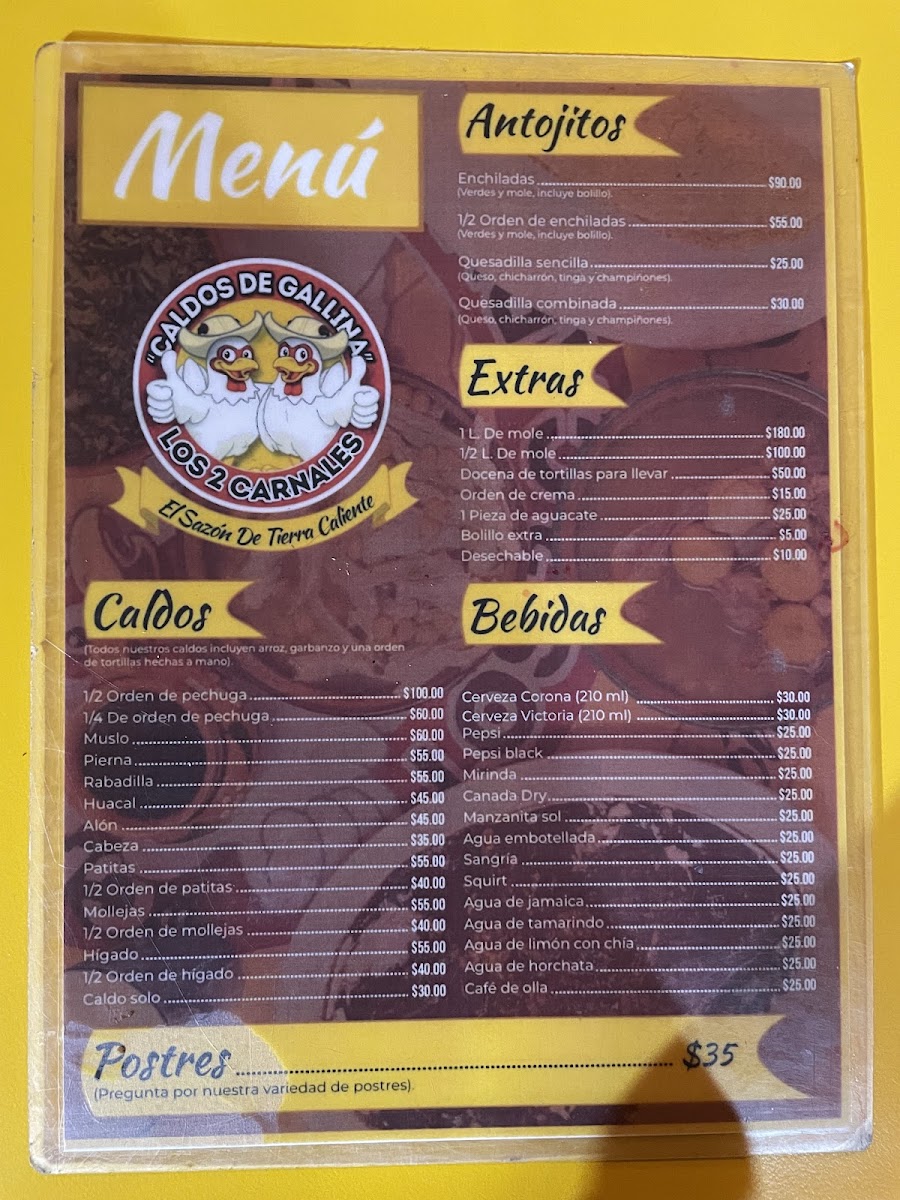 Menú
"CALDOS DE GALLINA"
LOS 2 CARNALES
El Sazón De Tierra Caliente
Caldos
(Todos nuestros caldos incluyen arroz, garbanzo y una orden
de tortillas hechas a mano).
1/2 Orden de pechuga $100.00
1/4 De orden de pechuga $60.00
Muslo $60.00
Pierna $55.00
Rabadilla $55.00
Huacal $45.00
Alón $45.00
Cabeza $35.00
Patitas $55.00
1/2 Orden de patitas $40.00
Mollejas $55.00
1/2 Orden de mollejas $40.00
Hígado $55.00
1/2 Orden de hígado $40.00
Caldo solo $30.00
Antojitos
Enchiladas $90.00
(Verdes y mole, incluye bolillo).
1/2 Orden de enchiladas $55.00
(Verdes y mole, incluye bolillo).
Quesadilla sencilla $25.00
(Queso, chicharrón, tinga y champiñones).
Quesadilla combinada $30.00
(Queso, chicharrón, tinga y champiñones).
Extras
1 L. De mole $180.00
1/2 L. De mole $100.00
Docena de tortillas para llevar $50.00
Orden de crema $15.00
1 Pieza de aguacate $25.00
Bolillo extra $5.00
Desechable $10.00
Bebidas
Cerveza Corona (210 ml) $30.00
Cerveza Victoria (210 ml) $30.00
Pepsi $25.00
Pepsi black $25.00
Mirinda $25.00
Canada Dry $25.00
Manzanita sol $25.00
Agua embotellada $25.00
Sangría $25.00
Squirt $25.00
Agua de jamaica $25.00
Agua de tamarindo $25.00
Agua de limón con chía $25.00
Agua de horchata $25.00
Café de olla $25.00
Postres $35
(Pregunta por nuestra variedad de postres).